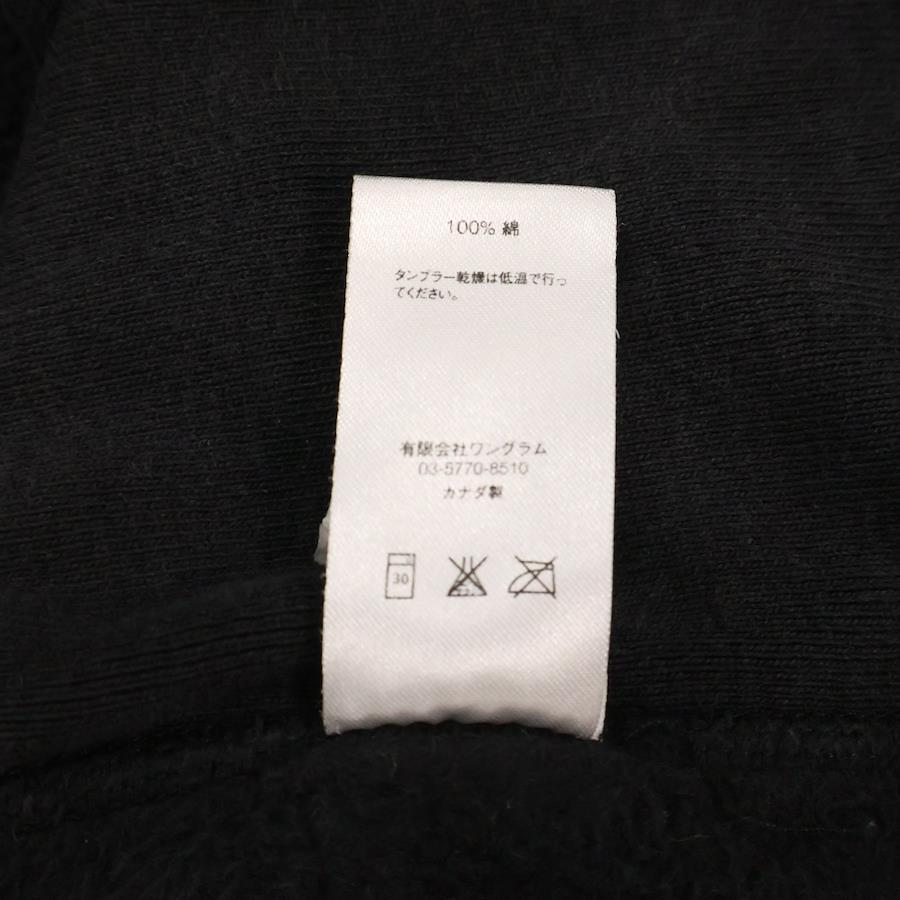 100% 綿
タンブラー乾燥は低温で行っ
てください。
有限会社ワングラム
03-5770-8510
カナダ製
30